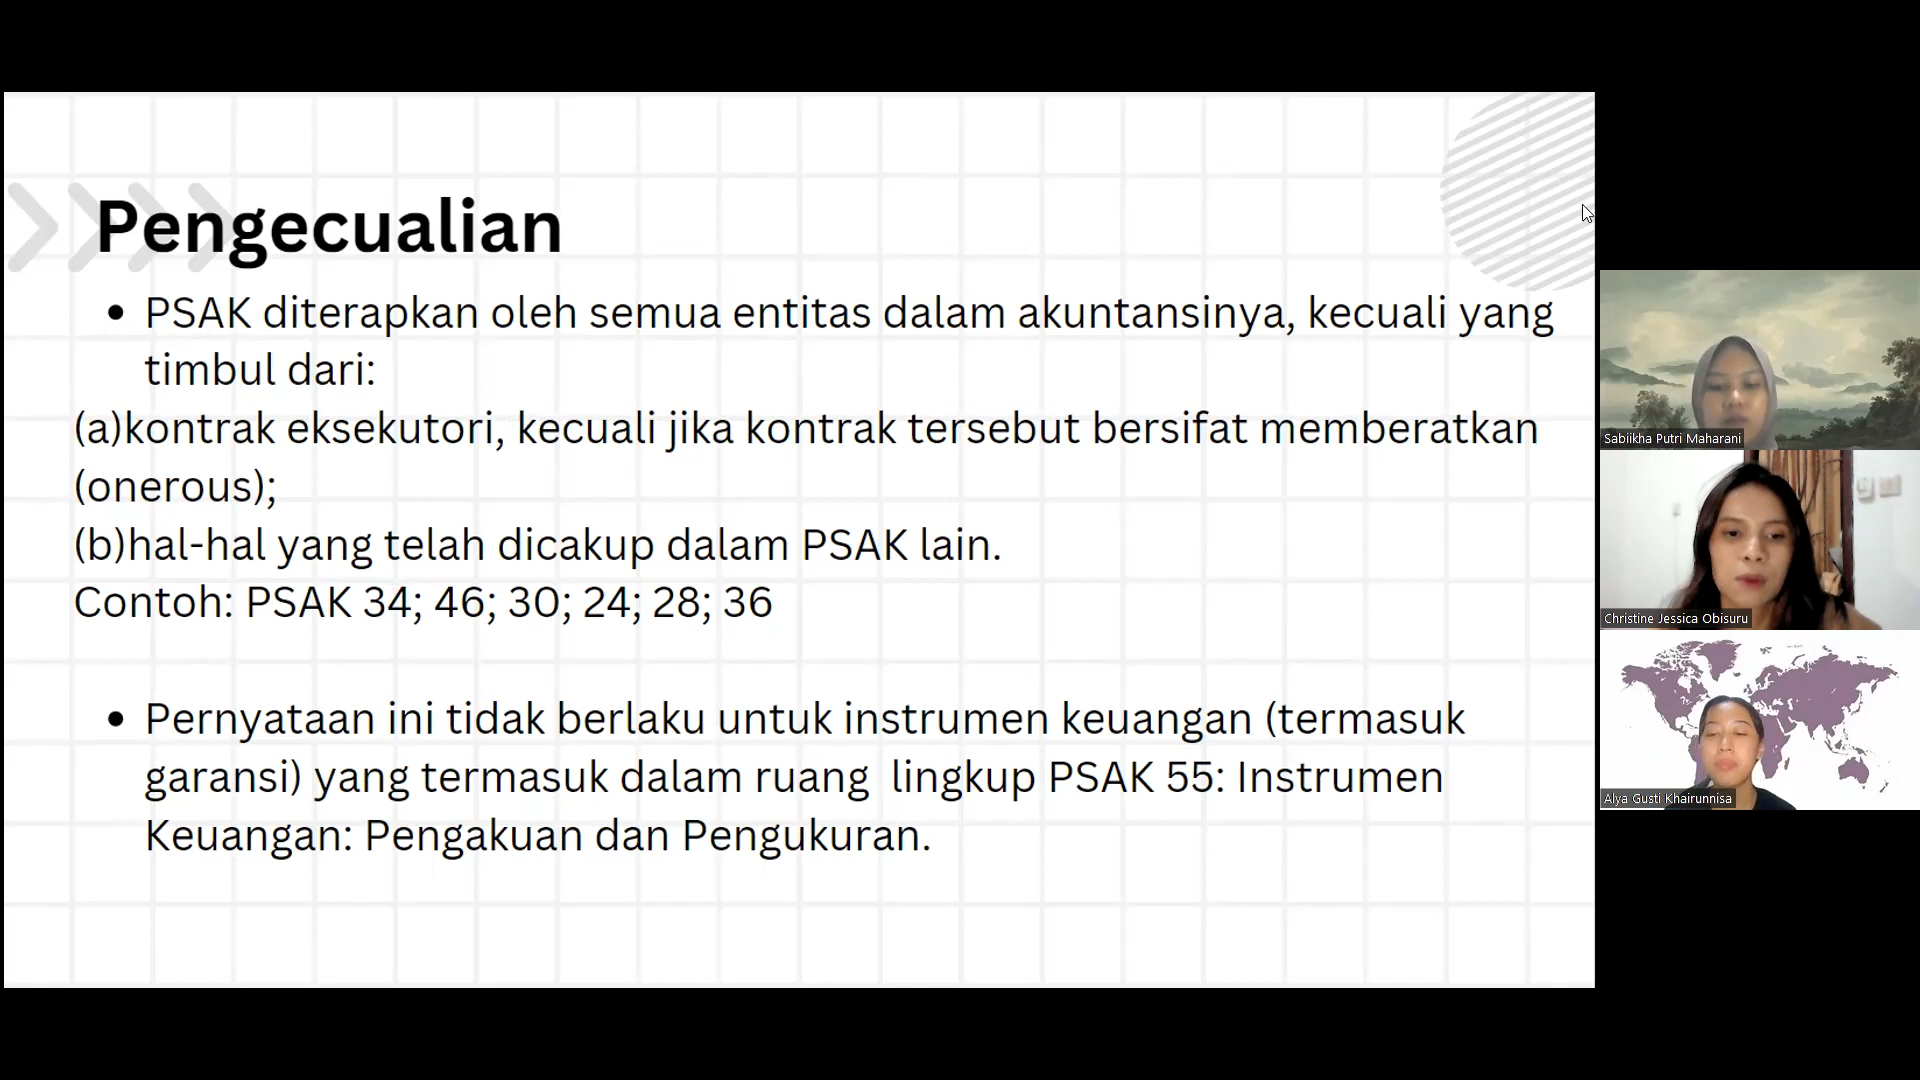 Pengecualian
• PSAK diterapkan oleh semua entitas dalam akuntansinya, kecuali yang
timbul dari:
(a)kontrak eksekutori, kecuali jika kontrak tersebut bersifat memberatkan
(onerous);
(b)hal-hal yang telah dicakup dalam PSAK lain.
Contoh: PSAK 34; 46; 30; 24; 28; 36
• Pernyataan ini tidak berlaku untuk instrumen keuangan (termasuk
garansi) yang termasuk dalam ruang  lingkup PSAK 55: Instrumen
Keuangan: Pengakuan dan Pengukuran.
Sabiikha Putri Maharani
Christine Jessica Obisuru
Alya Gusti Khairunnisa